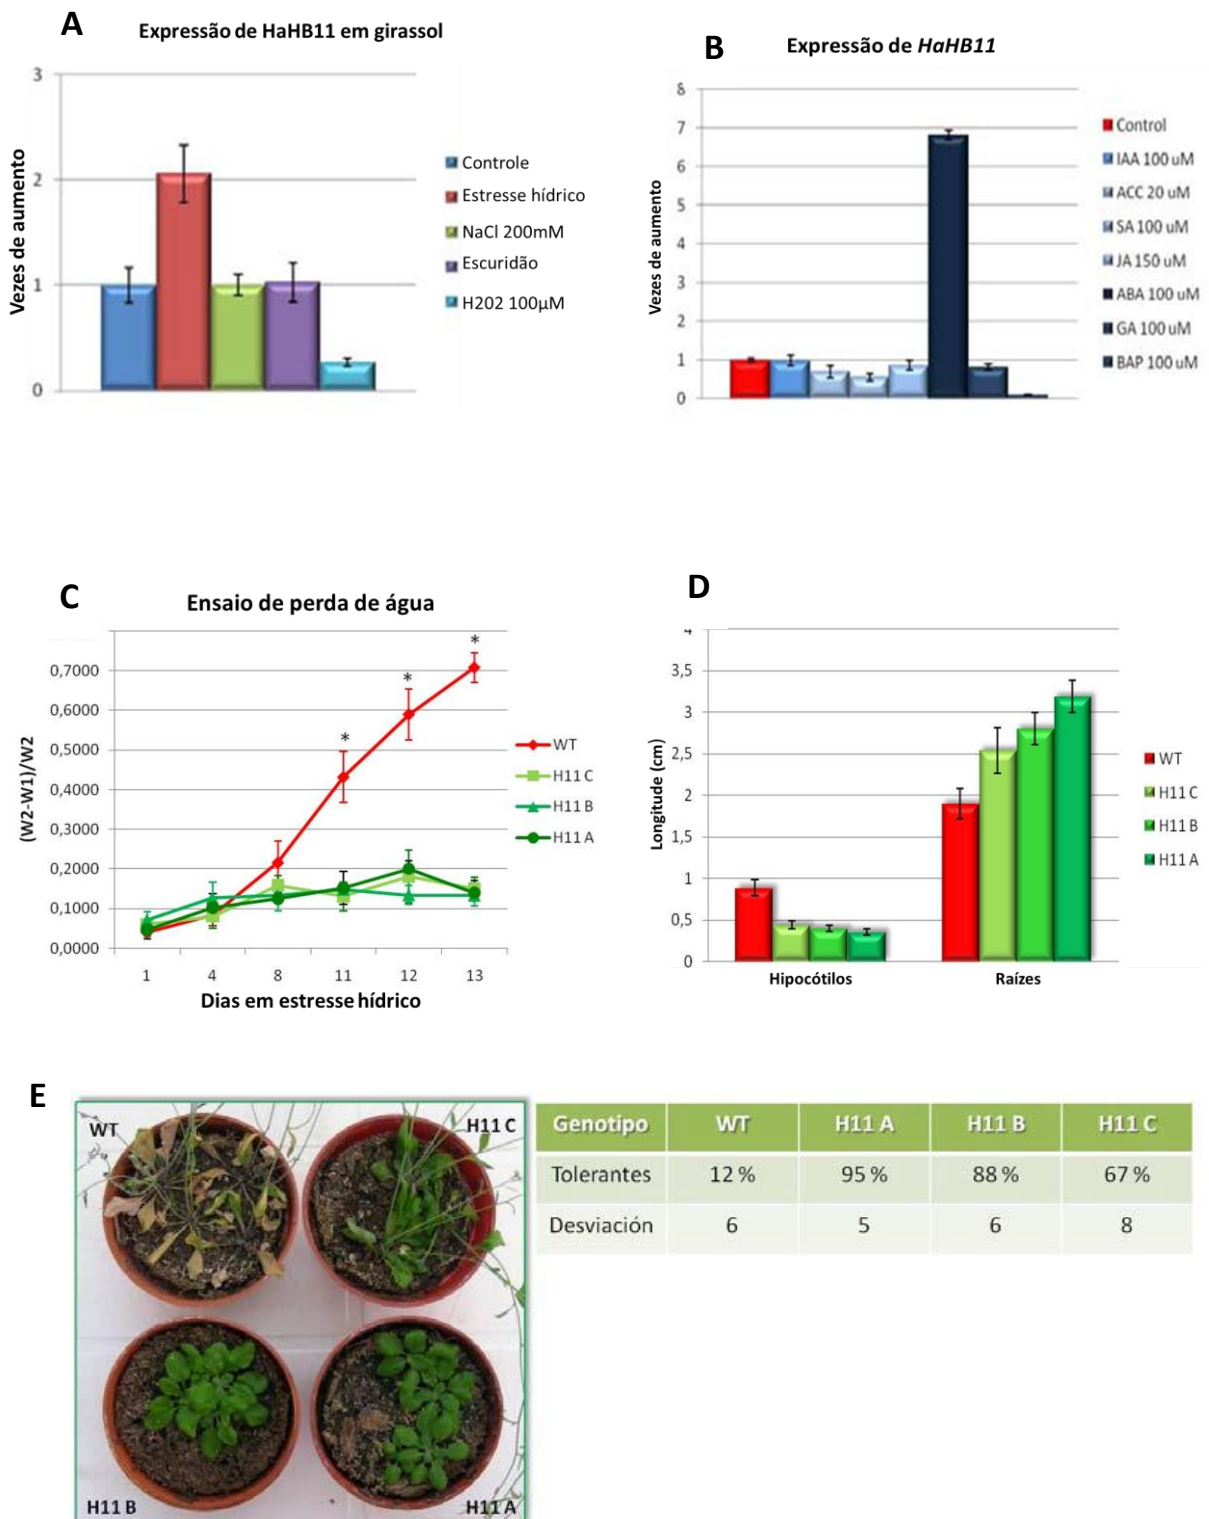 A
Expressão de HaHB11 em girassol
Vezes de aumento
3
2
1
0
Controle
Estresse hídrico
NaCl 200mM
Escuridão
H202 100µM
B
Expressão de HaHB11
Vezes de aumento
8
7
6
5
4
3
2
1
0
Control
IAA 100 uM
ACC 20 uM
SA 100 uM
JA 150 uM
ABA 100 uM
GA 100 uM
BAP 100 uM
C
Ensaio de perda de água
(W2-W1)/W2
0,7000
0,6000
0,5000
0,4000
0,3000
0,2000
0,1000
0,0000
* * *
1 4 8 11 12 13
Dias em estresse hídrico
WT
H11 C
H11 B
H11 A
D
Longitude (cm)
4
3,5
3
2,5
2
1,5
1
0,5
0
Hipocótilos Raízes
WT
H11 C
H11 B
H11 A
E
WT H11 C
H11 B H11 A
Genotipo WT H11 A H11 B H11 C
Tolerantes 12 % 95 % 88 % 67 %
Desviación 6 5 6 8